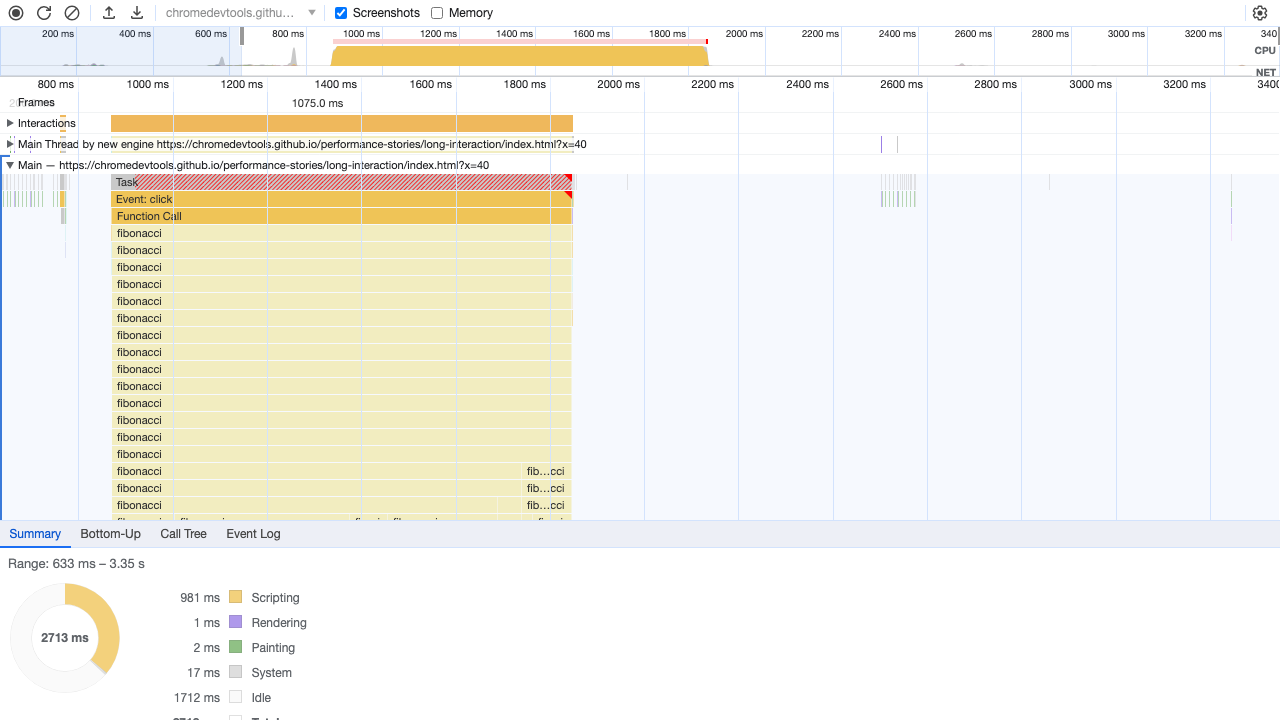 chromedevtools.githu… Screenshots Memory
200 ms 400 ms 600 ms 800 ms 1000 ms 1200 ms 1400 ms 1600 ms 1800 ms 2000 ms 2200 ms 2400 ms 2600 ms 2800 ms 3000 ms 3200 ms 340
CPU
NET
800 ms 1000 ms 1200 ms 1400 ms 1600 ms 1800 ms 2000 ms 2200 ms 2400 ms 2600 ms 2800 ms 3000 ms 3200 ms 340
Frames 1075.0 ms
Interactions
Main Thread by new engine https://chromedevtools.github.io/performance-stories/long-interaction/index.html?x=40
Main — https://chromedevtools.github.io/performance-stories/long-interaction/index.html?x=40
Task
Event: click
Function Call
fibonacci
fibonacci
fibonacci
fibonacci
fibonacci
fibonacci
fibonacci
fibonacci
fibonacci
fibonacci
fibonacci
fibonacci
fibonacci
fibonacci
fibonacci fib…cci
fibonacci fib…cci
fibonacci fib…cci
Summary Bottom-Up Call Tree Event Log
Range: 633 ms – 3.35 s
2713 ms
981 ms Scripting
1 ms Rendering
2 ms Painting
17 ms System
1712 ms Idle